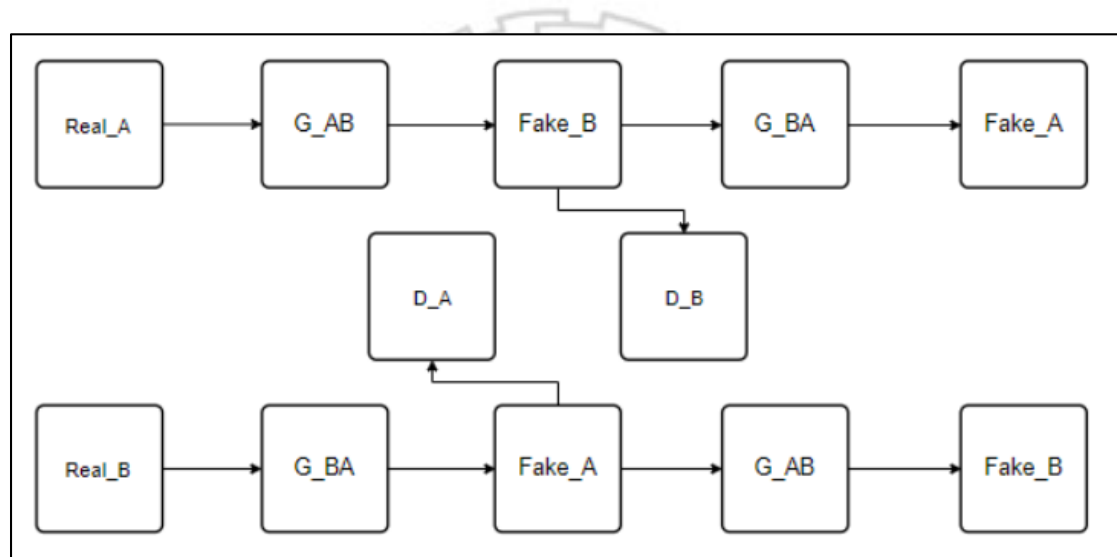 Real_A
G_AB
Fake_B
G_BA
Fake_A
D_A
D_B
Real_B
G_BA
Fake_A
G_AB
Fake_B